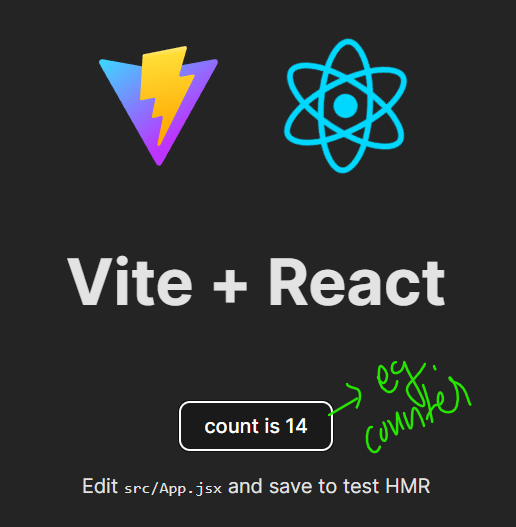 Vite + React
eg.
counter
count is 14
Edit src/App.jsx and save to test HMR